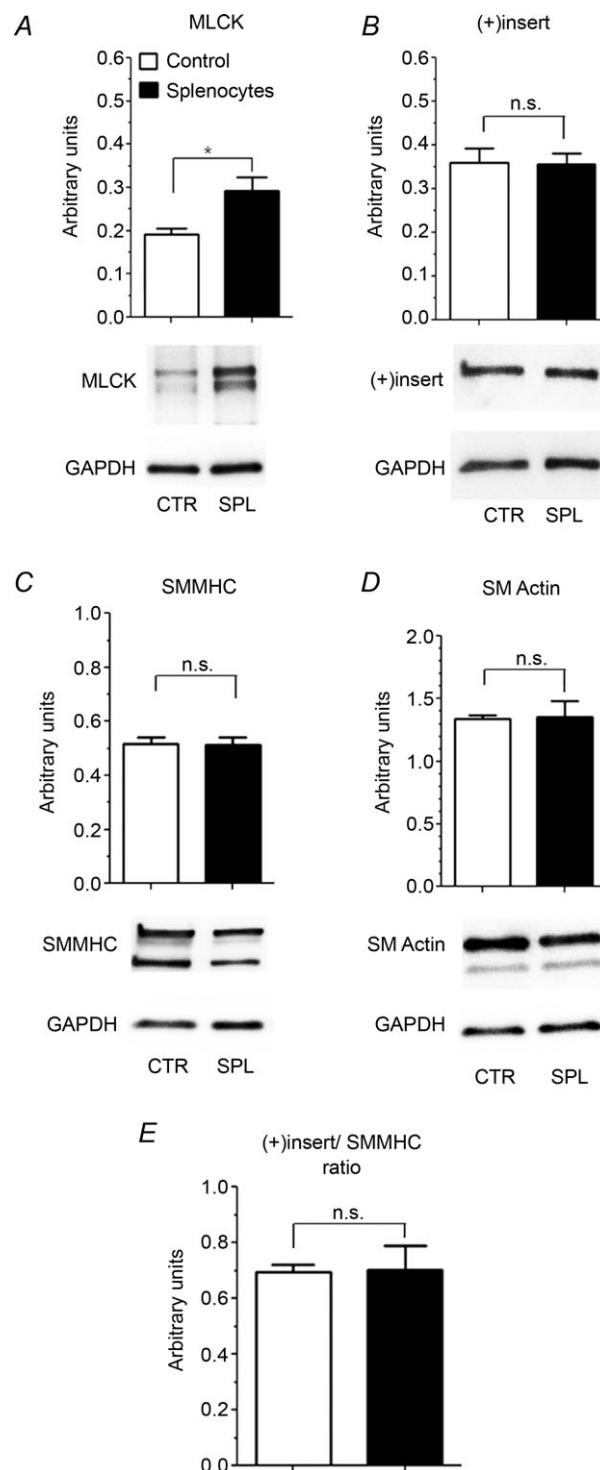 A
MLCK
0.6
0.5
0.4
0.3
0.2
0.1
0.0
Arbitrary units
Control
Splenocytes
*
MLCK
GAPDH
CTR SPL
B
(+)insert
0.6
0.5
0.4
0.3
0.2
0.1
0.0
Arbitrary units
n.s.
(+)insert
GAPDH
CTR SPL
C
SMMHC
1.0
0.8
0.6
0.4
0.2
0.0
Arbitrary units
n.s.
SMMHC
GAPDH
CTR SPL
D
SM Actin
2.0
1.5
1.0
0.5
0.0
Arbitrary units
n.s.
SM Actin
GAPDH
CTR SPL
E
(+)insert/ SMMHC
ratio
1.0
0.8
0.6
0.4
0.2
0.0
Arbitrary units
n.s.